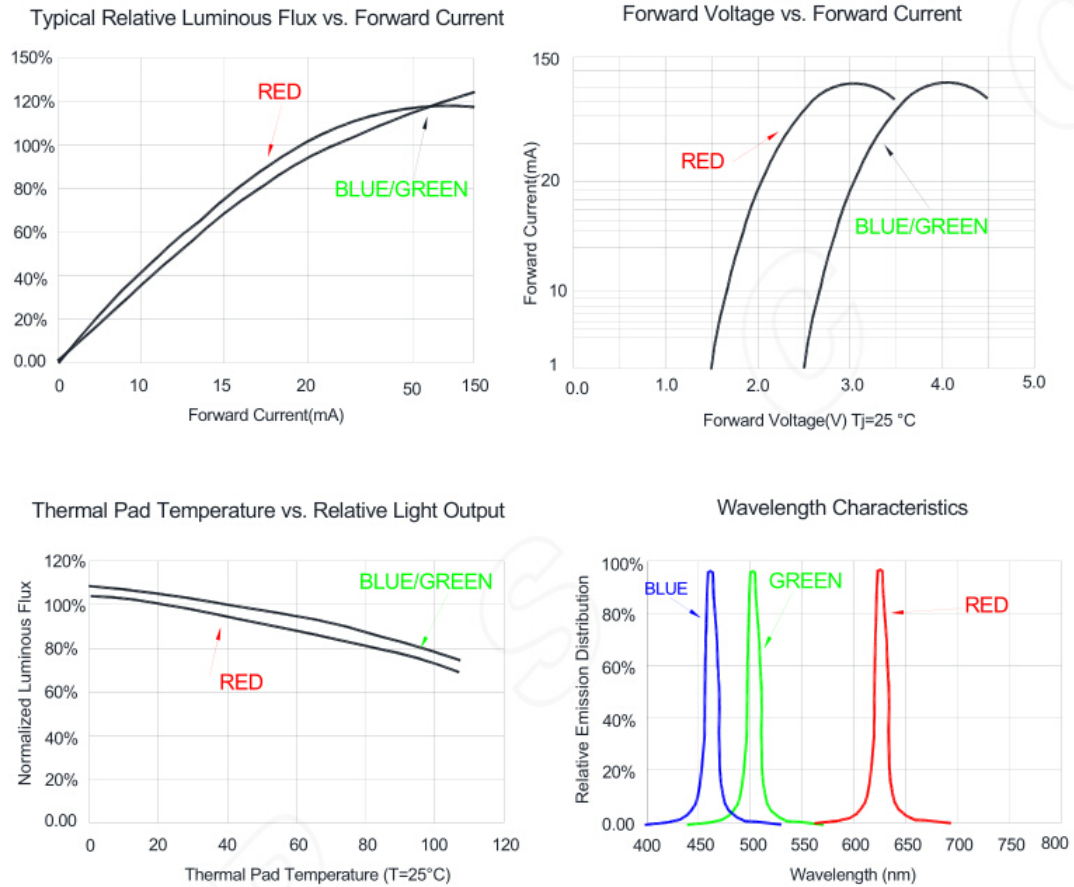 Typical Relative Luminous Flux vs. Forward Current
150%
120%
100%
80%
60%
40%
20%
0.00
RED
BLUE/GREEN
0 10 15 20 50 150
Forward Current(mA)
Forward Voltage vs. Forward Current
Forward Current(mA)
150
20
10
1
RED
BLUE/GREEN
0.0 1.0 2.0 3.0 4.0 5.0
Forward Voltage(V) Tj=25 °C
Thermal Pad Temperature vs. Relative Light Output
Normalized Luminous Flux
120%
100%
80%
60%
40%
20%
0.00
BLUE/GREEN
RED
0 20 40 60 80 100 120
Thermal Pad Temperature (T=25°C)
Wavelength Characteristics
Relative Emission Distribution
100%
80%
60%
40%
20%
0.00
BLUE
GREEN
RED
400 450 500 550 600 650 700 750 800
Wavelength (nm)